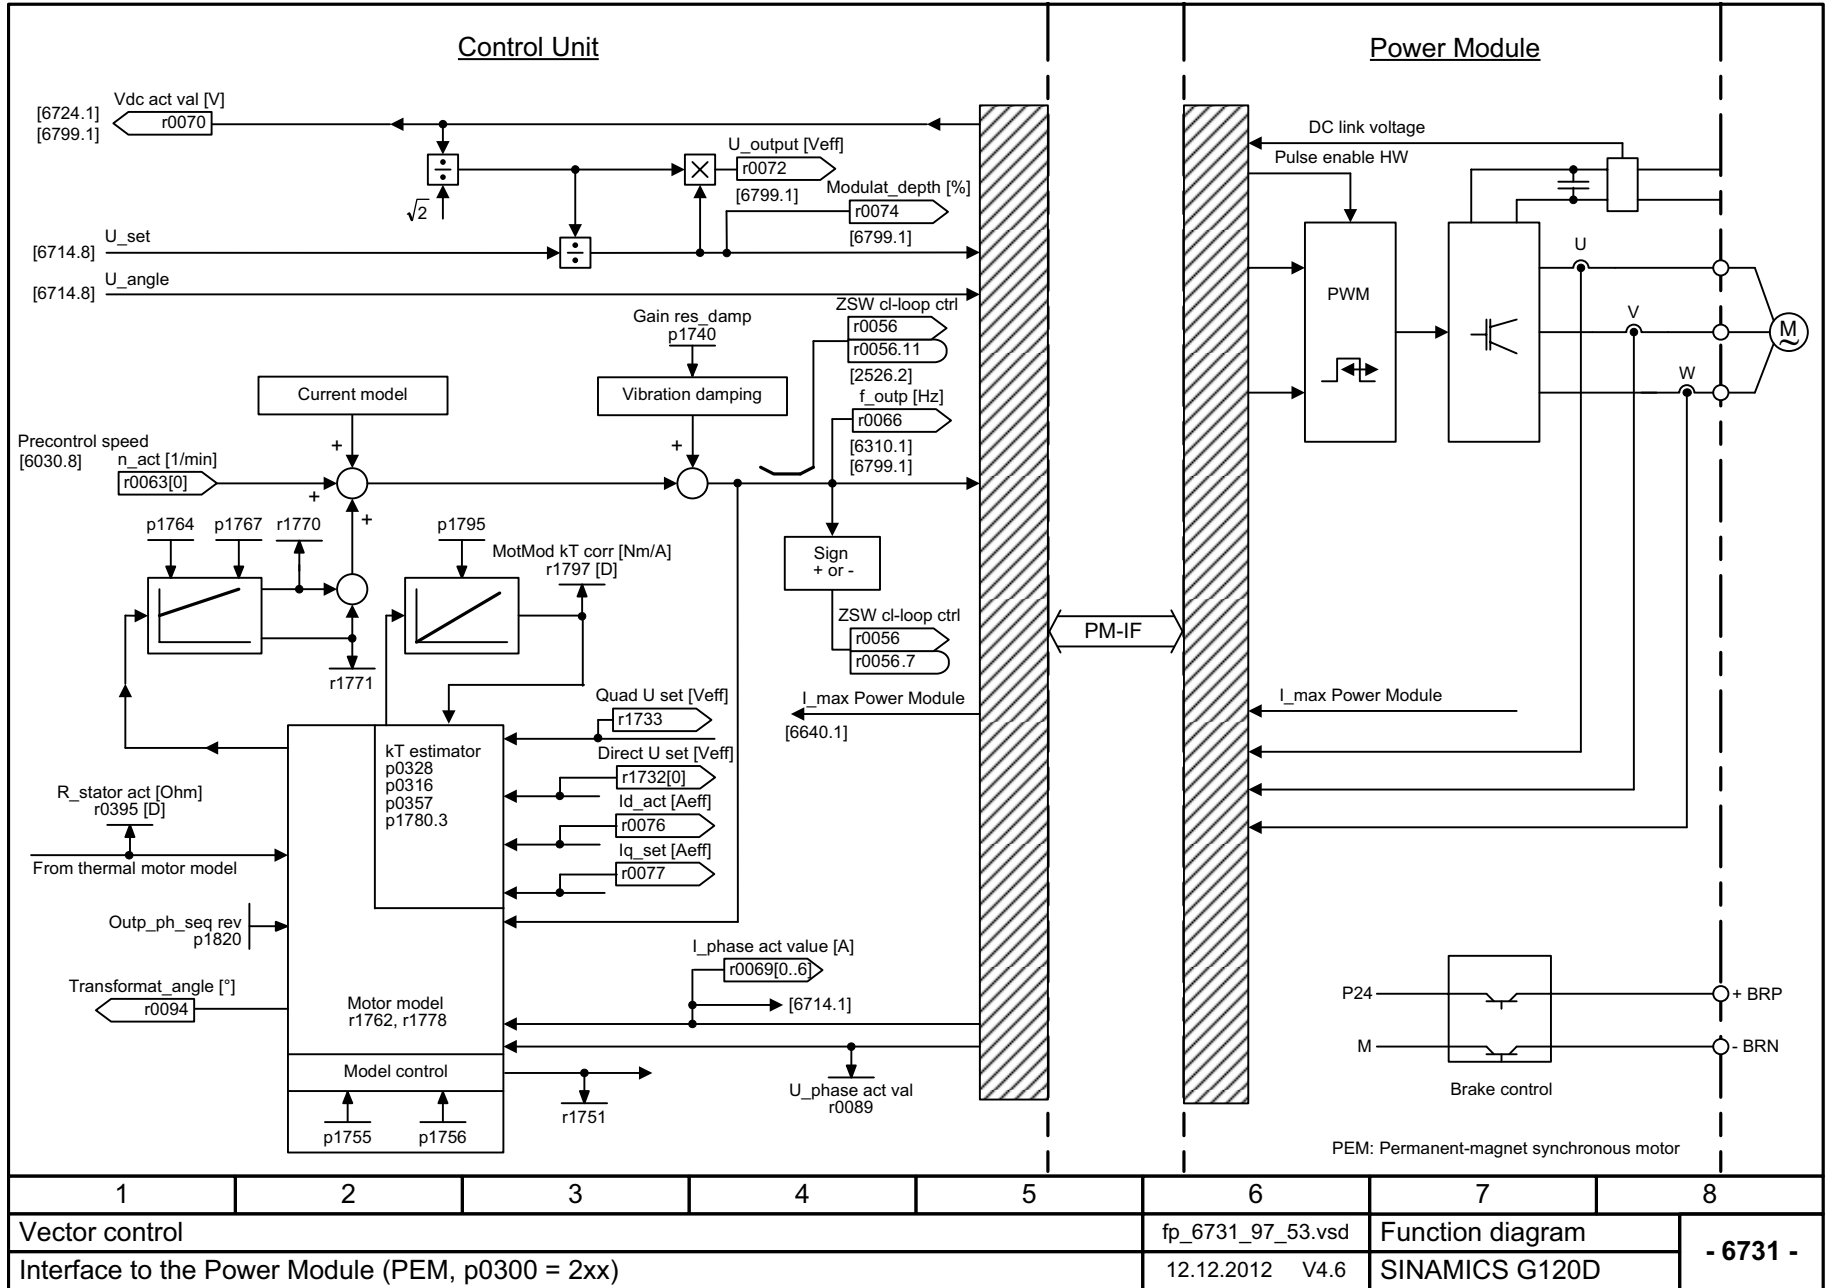 Control Unit
Power Module
Vdc act val [V]
[6724.1]
[6799.1]
r0070
÷
√2
×
U_output [Veff]
r0072
[6799.1]
Modulat_depth [%]
r0074
[6799.1]
U_set
[6714.8]
÷
U_angle
[6714.8]
Gain res_damp
p1740
Vibration damping
Current model
ZSW cl-loop ctrl
r0056
r0056.11
[2526.2]
f_outp [Hz]
r0066
[6310.1]
[6799.1]
Precontrol speed
[6030.8]
n_act [1/min]
r0063[0]
+
+
+
+
p1764
p1767
r1770
r1771
p1795
MotMod kT corr [Nm/A]
r1797 [D]
Sign
+ or -
ZSW cl-loop ctrl
r0056
r0056.7
I_max Power Module
[6640.1]
Quad U set [Veff]
r1733
Direct U set [Veff]
r1732[0]
Id_act [Aeff]
r0076
Iq_set [Aeff]
r0077
kT estimator
p0328
p0316
p0357
p1780.3
R_stator act [Ohm]
r0395 [D]
From thermal motor model
Outp_ph_seq rev
p1820
Transformat_angle [°]
r0094
Motor model
r1762, r1778
Model control
p1755
p1756
r1751
I_phase act value [A]
r0069[0..6]
[6714.1]
U_phase act val
r0089
PM-IF
DC link voltage
Pulse enable HW
PWM
U
V
W
M
~
I_max Power Module
P24
M
+ BRP
- BRN
Brake control
PEM: Permanent-magnet synchronous motor
1 2 3 4 5 6 7 8
Vector control
fp_6731_97_53.vsd
Function diagram
- 6731 -
Interface to the Power Module (PEM, p0300 = 2xx)
12.12.2012 V4.6
SINAMICS G120D